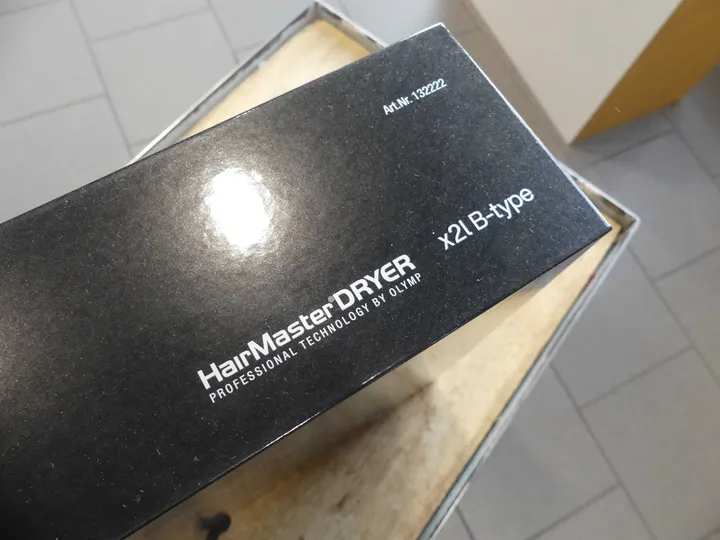 Art.Nr. 132222
x2l B-type
HairMaster® DRYER
PROFESSIONAL TECHNOLOGY BY OLYMP